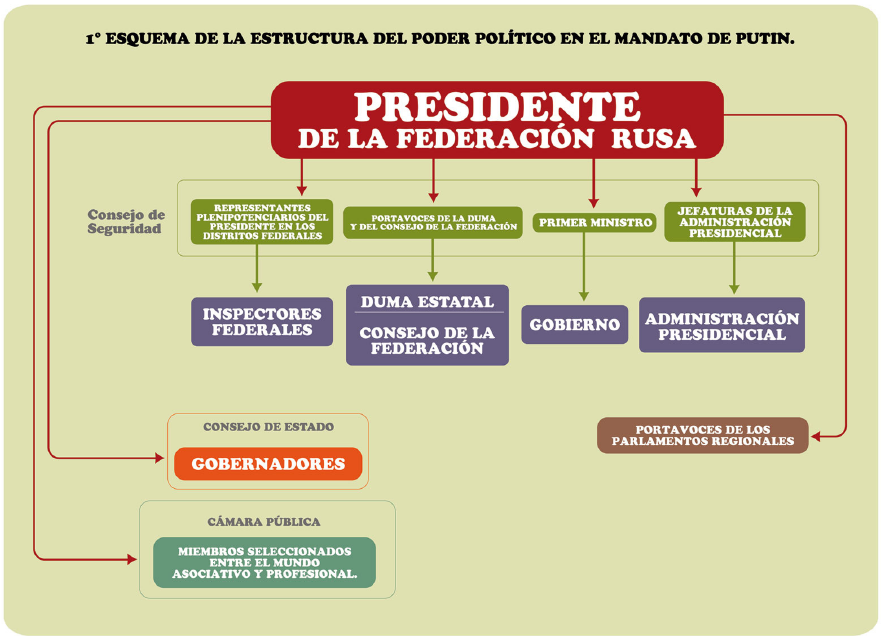 1º ESQUEMA DE LA ESTRUCTURA DEL PODER POLÍTICO EN EL MANDATO DE PUTIN.
PRESIDENTE
DE LA FEDERACIÓN RUSA
Consejo de
Seguridad
REPRESENTANTES
PLENIPOTENCIARIOS DEL
PRESIDENTE EN LOS
DISTRITOS FEDERALES
PORTAVOCES DE LA DUMA
Y DEL CONSEJO DE LA FEDERACIÓN
PRIMER MINISTRO
JEFATURAS DE LA
ADMINISTRACIÓN
PRESIDENCIAL
INSPECTORES
FEDERALES
DUMA ESTATAL
CONSEJO DE LA
FEDERACIÓN
GOBIERNO
ADMINISTRACIÓN
PRESIDENCIAL
CONSEJO DE ESTADO
GOBERNADORES
PORTAVOCES DE LOS
PARLAMENTOS REGIONALES
CÁMARA PÚBLICA
MIEMBROS SELECCIONADOS
ENTRE EL MUNDO
ASOCIATIVO Y PROFESIONAL.